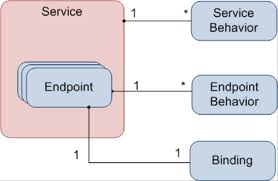 Service
1
*
Service
Behavior
Endpoint
1
*
Endpoint
Behavior
1
1
Binding